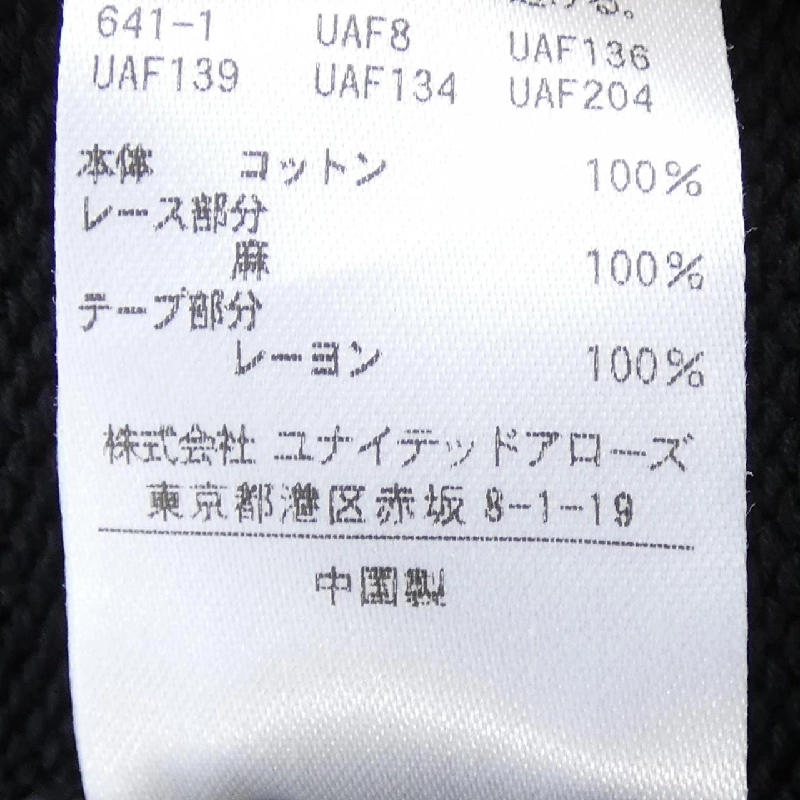 641-1 UAF8 UAF136
UAF139 UAF134 UAF204
本体 コットン 100%
レース部分
麻 100%
テープ部分
レーヨン 100%
株式会社 ユナイテッドアローズ
東京都港区赤坂 8-1-19
中国製